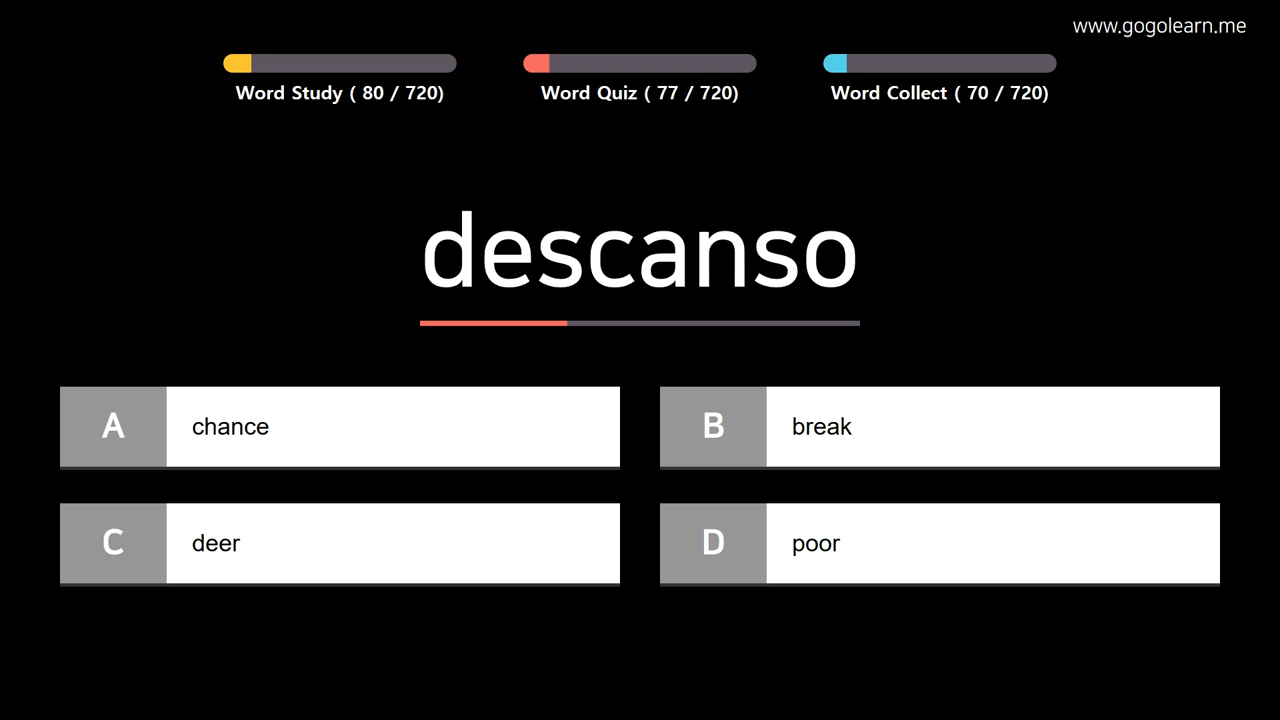 www.gogolearn.me
Word Study ( 80 / 720)
Word Quiz ( 77 / 720)
Word Collect ( 70 / 720)
descanso
A chance
B break
C deer
D poor